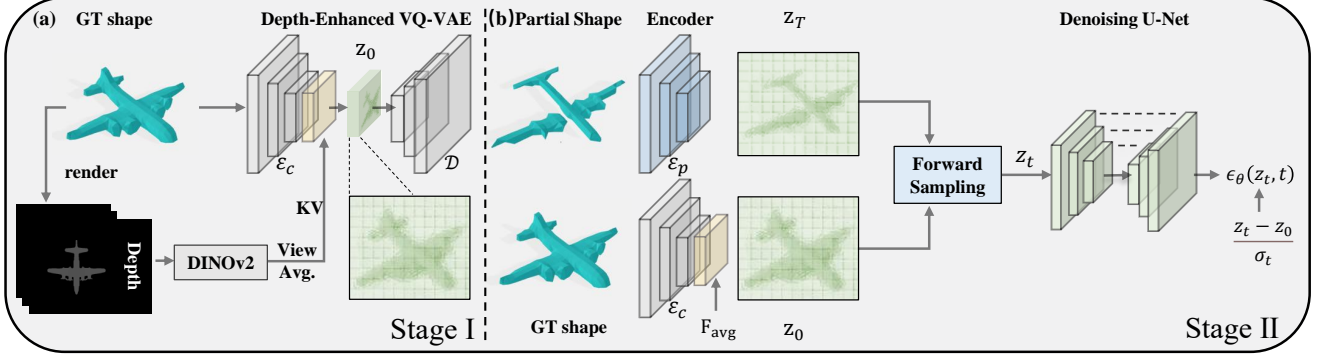 (a)
GT shape
Depth-Enhanced VQ-VAE
z_0
ε_c
𝒟
render
Depth
DINOv2
KV
View
Avg.
Stage I
(b) Partial Shape
Encoder
z_T
Denoising U-Net
ε_p
Forward
Sampling
z_t
ϵ_θ(z_t, t)
z_t − z_0
σ_t
ε_c
GT shape
F_avg
z_0
Stage II